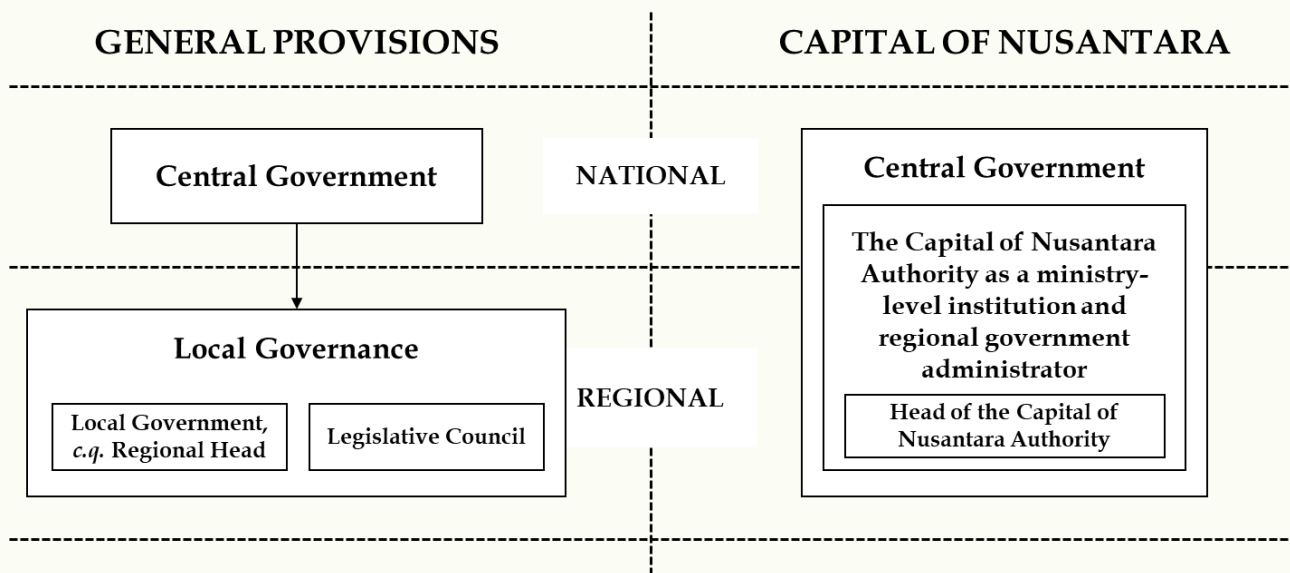 GENERAL PROVISIONS
CAPITAL OF NUSANTARA
Central Government
NATIONAL
Central Government
The Capital of Nusantara
Authority as a ministry-
level institution and
regional government
administrator
Local Governance
REGIONAL
Local Government,
c.q. Regional Head
Legislative Council
Head of the Capital of
Nusantara Authority